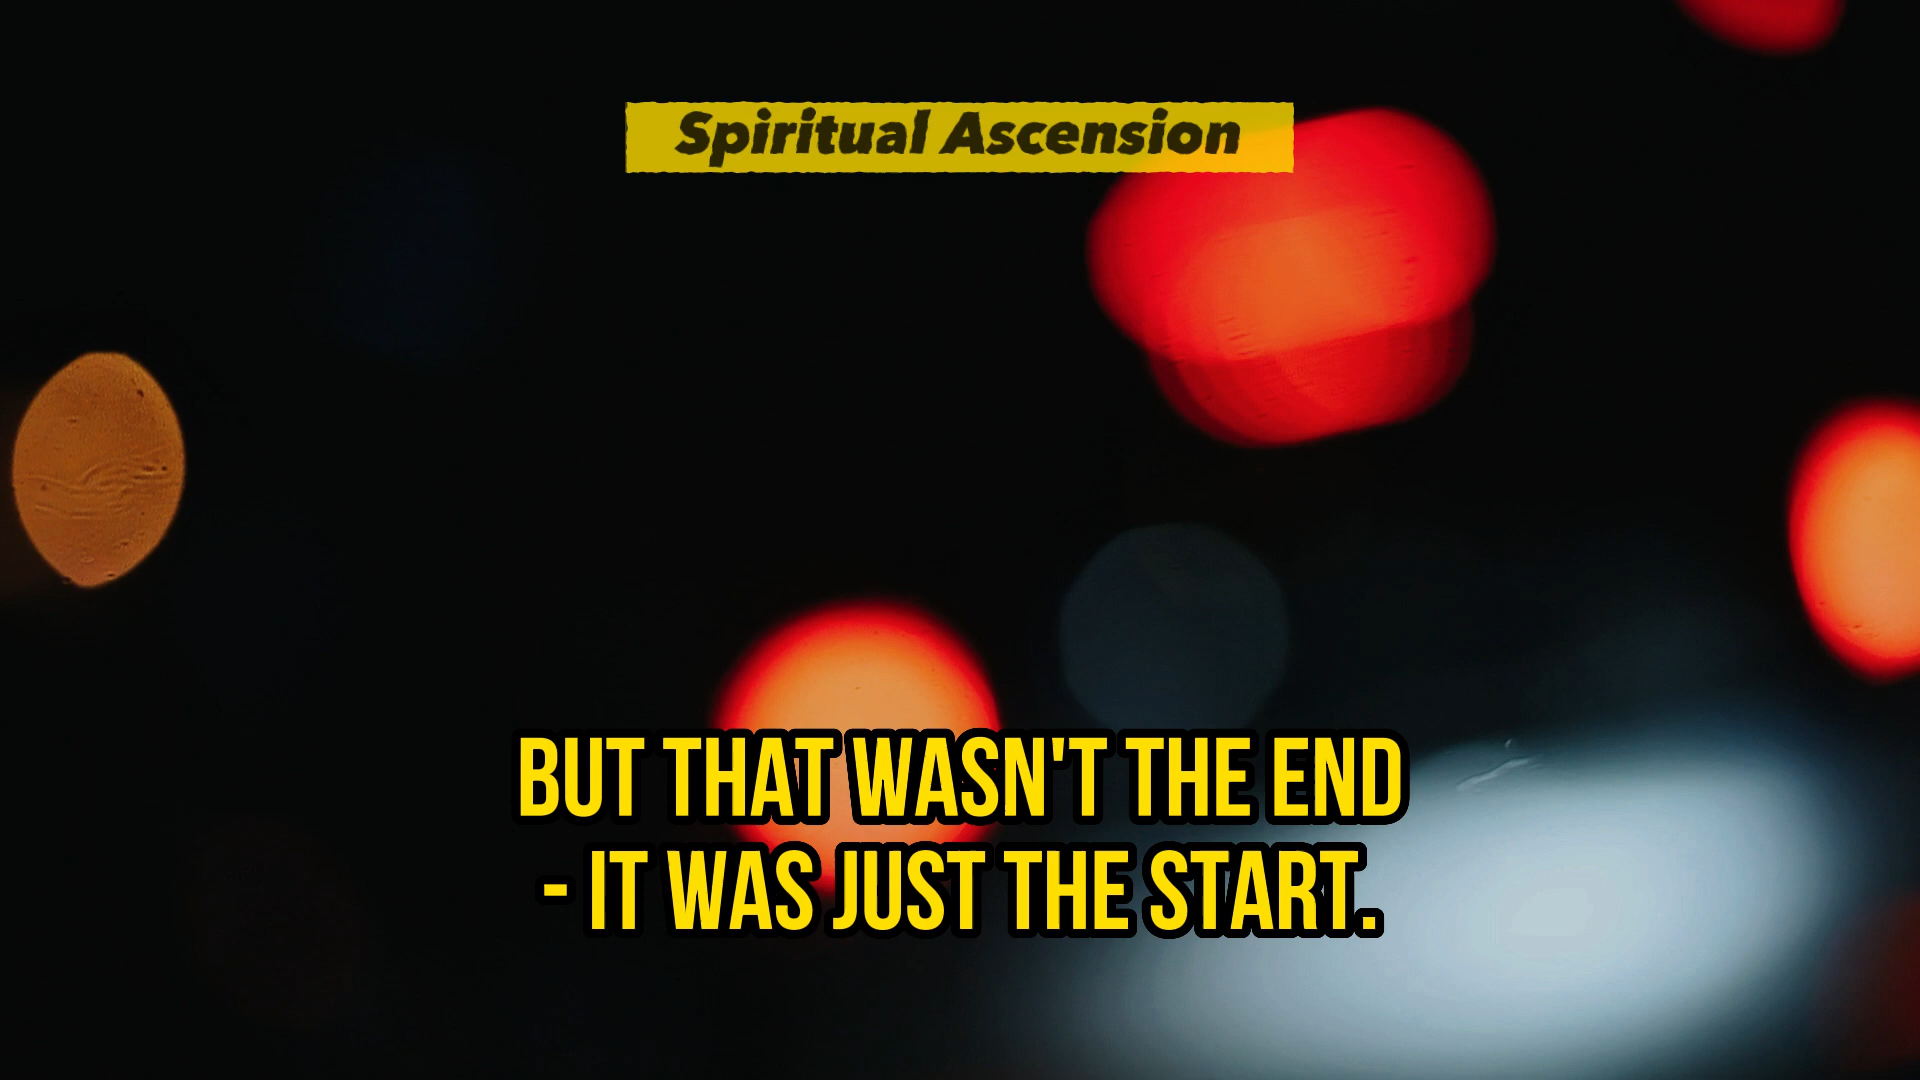 Spiritual Ascension
BUT THAT WASN'T THE END
- IT WAS JUST THE START.